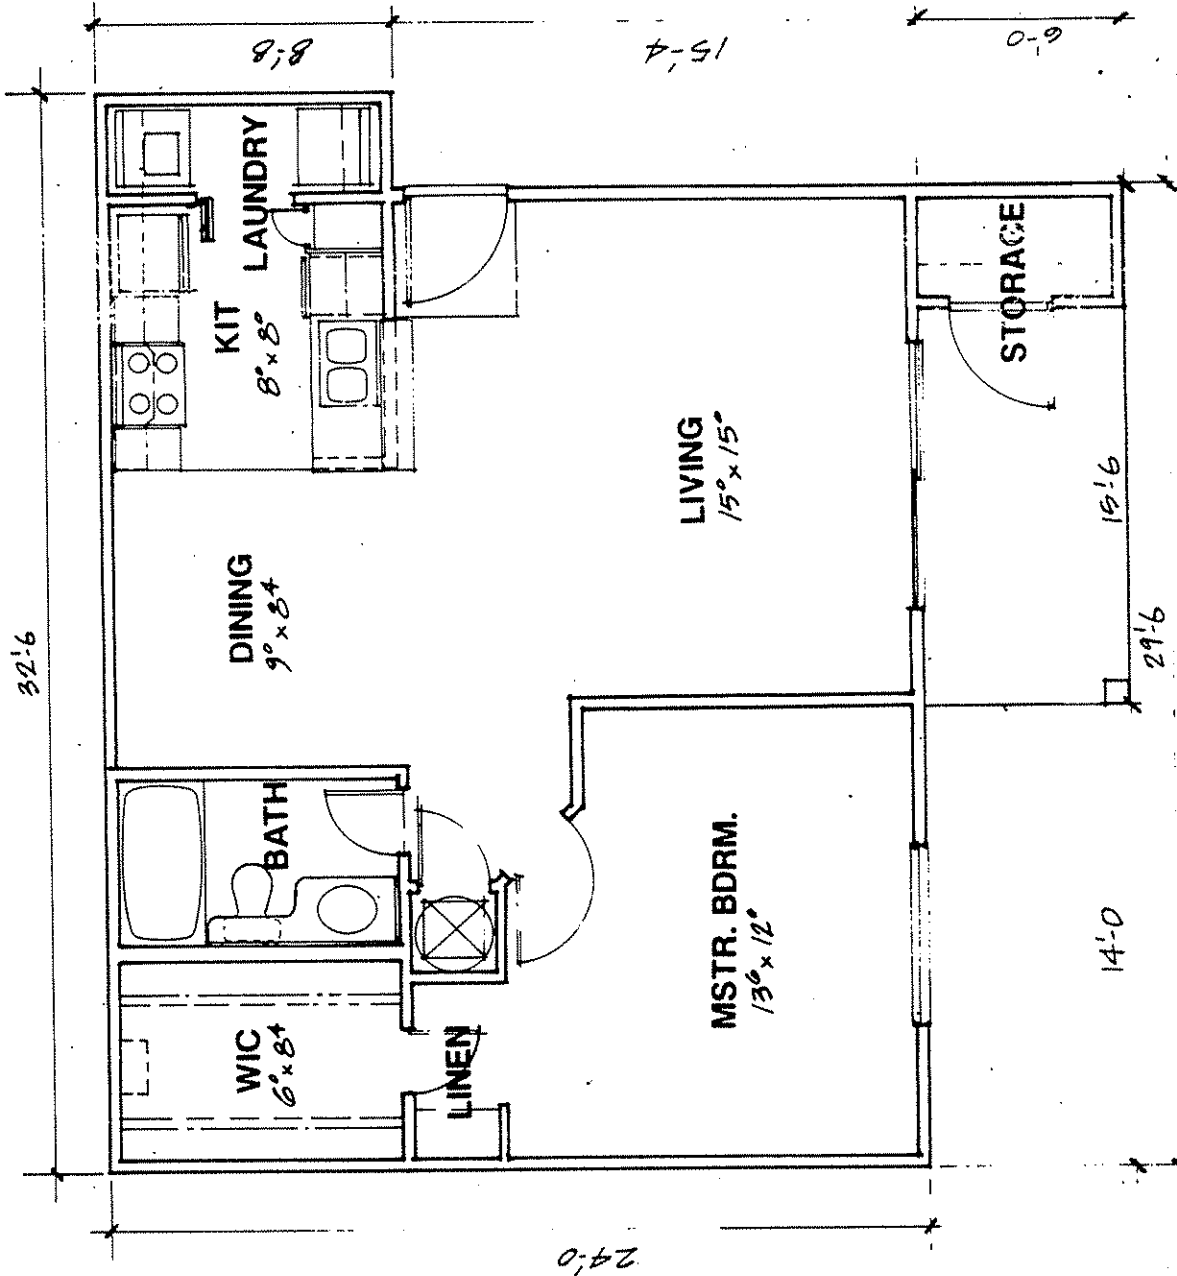 32'-6
8'-8
15'-4
6'-0
24'-0
WIC
6⁰ x 8⁴
BATH
DINING
9⁰ x 8⁴
KIT
8⁰ x 8⁰
LAUNDRY
LINEN
MSTR. BDRM.
13⁶ x 12⁰
LIVING
15⁰ x 15⁰
STORAGE
14'-0
15'-6
29'-6